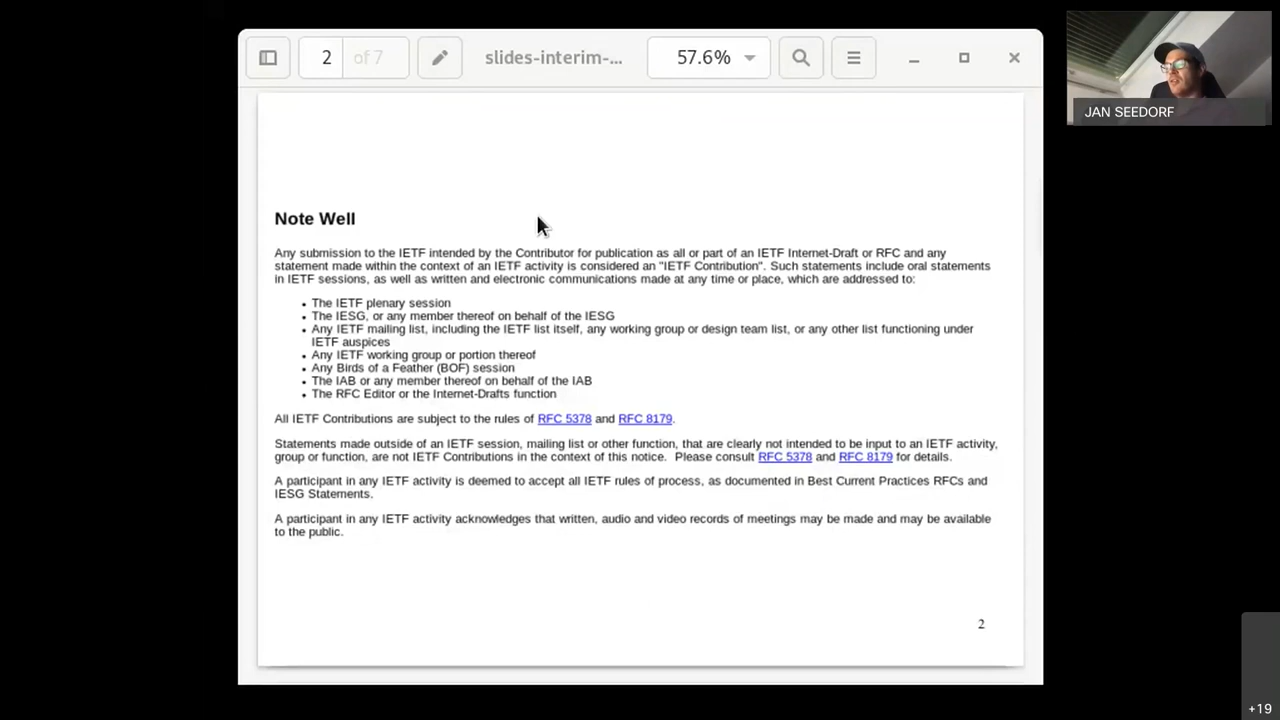 2 of 7
slides-interim-...
57.6%
JAN SEEDORF
Note Well
Any submission to the IETF intended by the Contributor for publication as all or part of an IETF Internet-Draft or RFC and any
statement made within the context of an IETF activity is considered an "IETF Contribution". Such statements include oral statements
in IETF sessions, as well as written and electronic communications made at any time or place, which are addressed to:
• The IETF plenary session
• The IESG, or any member thereof on behalf of the IESG
• Any IETF mailing list, including the IETF list itself, any working group or design team list, or any other list functioning under
IETF auspices
• Any IETF working group or portion thereof
• Any Birds of a Feather (BOF) session
• The IAB or any member thereof on behalf of the IAB
• The RFC Editor or the Internet-Drafts function
All IETF Contributions are subject to the rules of RFC 5378 and RFC 8179.
Statements made outside of an IETF session, mailing list or other function, that are clearly not intended to be input to an IETF activity,
group or function, are not IETF Contributions in the context of this notice. Please consult RFC 5378 and RFC 8179 for details.
A participant in any IETF activity is deemed to accept all IETF rules of process, as documented in Best Current Practices RFCs and
IESG Statements.
A participant in any IETF activity acknowledges that written, audio and video records of meetings may be made and may be available
to the public.
2
+19